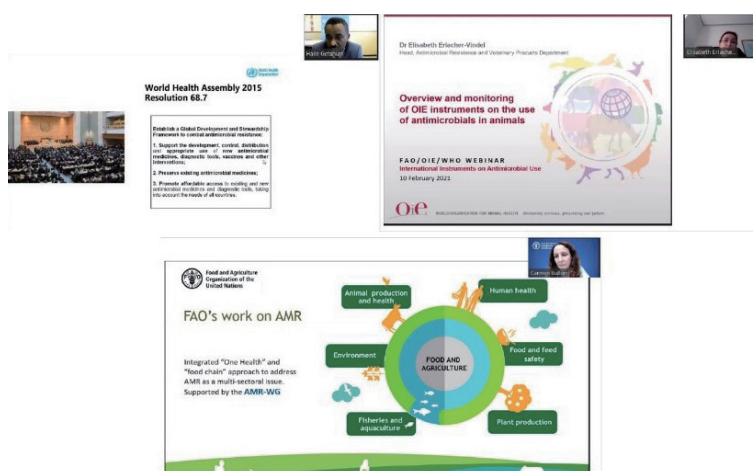 World Health Assembly 2015
Resolution 68.7
Establish a Global Development and Stewardship
Framework to combat antimicrobial resistance:
1. Support the development, control, distribution
and appropriate use of new antimicrobial
medicines, diagnostic tools, vaccines and other
interventions;
2. Preserve existing antimicrobial medicines;
3. Promote affordable access to existing and new
antimicrobial medicines and diagnostic tools, taking
into account the needs of all countries.
Dr Elisabeth Erlacher-Vindel
Head, Antimicrobial Resistance and Veterinary Products Department
Elisabeth Erlache...
Overview and monitoring
of OIE instruments on the use
of antimicrobials in animals
FAO/OIE/WHO WEBINAR
International Instruments on Antimicrobial Use
10 February 2021
Oie
WORLD ORGANISATION FOR ANIMAL HEALTH
Food and Agriculture
Organization of the
United Nations
FAO's work on AMR
Integrated "One Health" and
"food chain" approach to address
AMR as a multi-sectoral issue.
Supported by the AMR-WG
Animal production
and health
Human health
Environment
FOOD AND
AGRICULTURE
Food and feed
safety
Fisheries and
aquaculture
Plant production